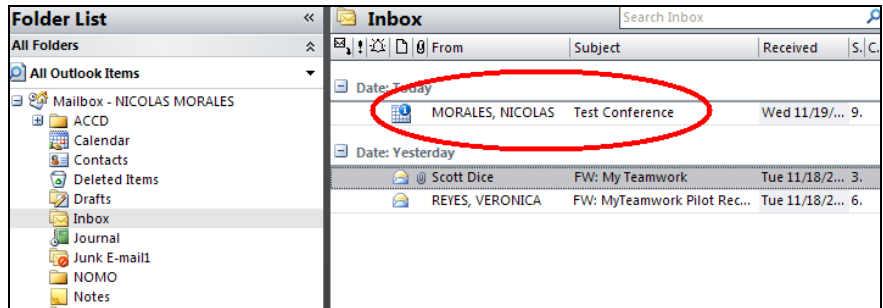 Folder List «
All Folders
All Outlook Items
Mailbox - NICOLAS MORALES
ACCD
Calendar
Contacts
Deleted Items
Drafts
Inbox
Journal
Junk E-mail1
NOMO
Notes
Inbox
Search Inbox
! From Subject Received S. C.
Date: Today
MORALES, NICOLAS Test Conference Wed 11/19/... 9.
Date: Yesterday
Scott Dice FW: My Teamwork Tue 11/18/2... 3.
REYES, VERONICA FW: MyTeamwork Pilot Rec... Tue 11/18/2... 6.